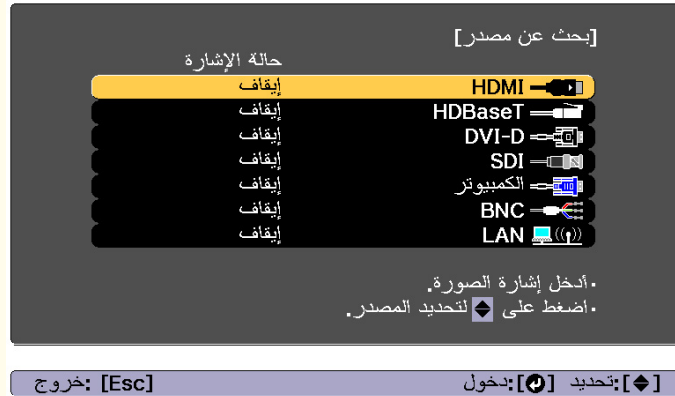 [بحث عن مصدر]
حالة الإشارة
HDMI إيقاف
HDBaseT إيقاف
DVI-D إيقاف
SDI إيقاف
الكمبيوتر إيقاف
BNC إيقاف
LAN إيقاف
·أدخل إشارة الصورة.
·اضغط على لتحديد المصدر.
[ ]:تحديد [ ]:دخول [Esc] :خروج